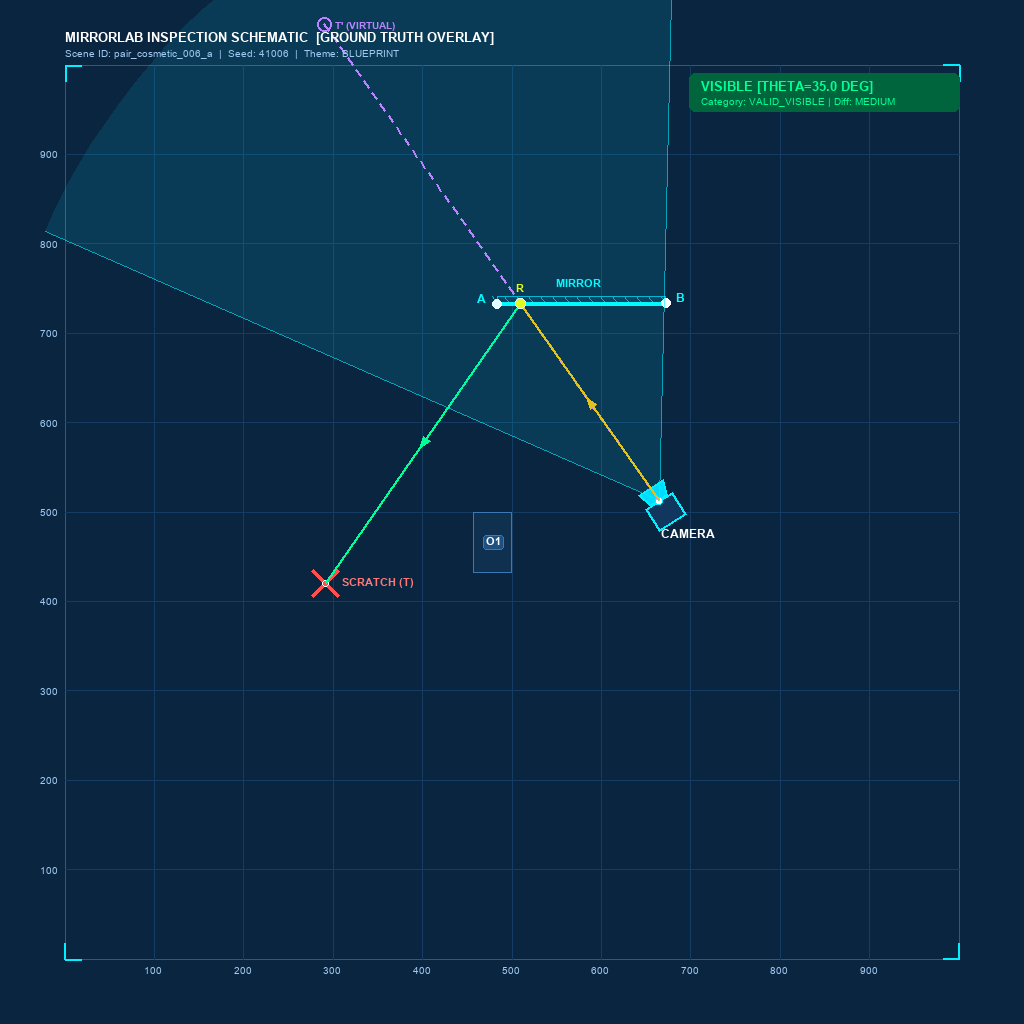 T' (VIRTUAL)
MIRRORLAB INSPECTION SCHEMATIC [GROUND TRUTH OVERLAY]
Scene ID: pair_cosmetic_006_a | Seed: 41006 | Theme: BLUEPRINT
VISIBLE [THETA=35.0 DEG]
Category: VALID_VISIBLE | Diff: MEDIUM
900
800
MIRROR
R
A
B
700
600
500
CAMERA
O1
SCRATCH (T)
400
300
200
100
100 200 300 400 500 600 700 800 900